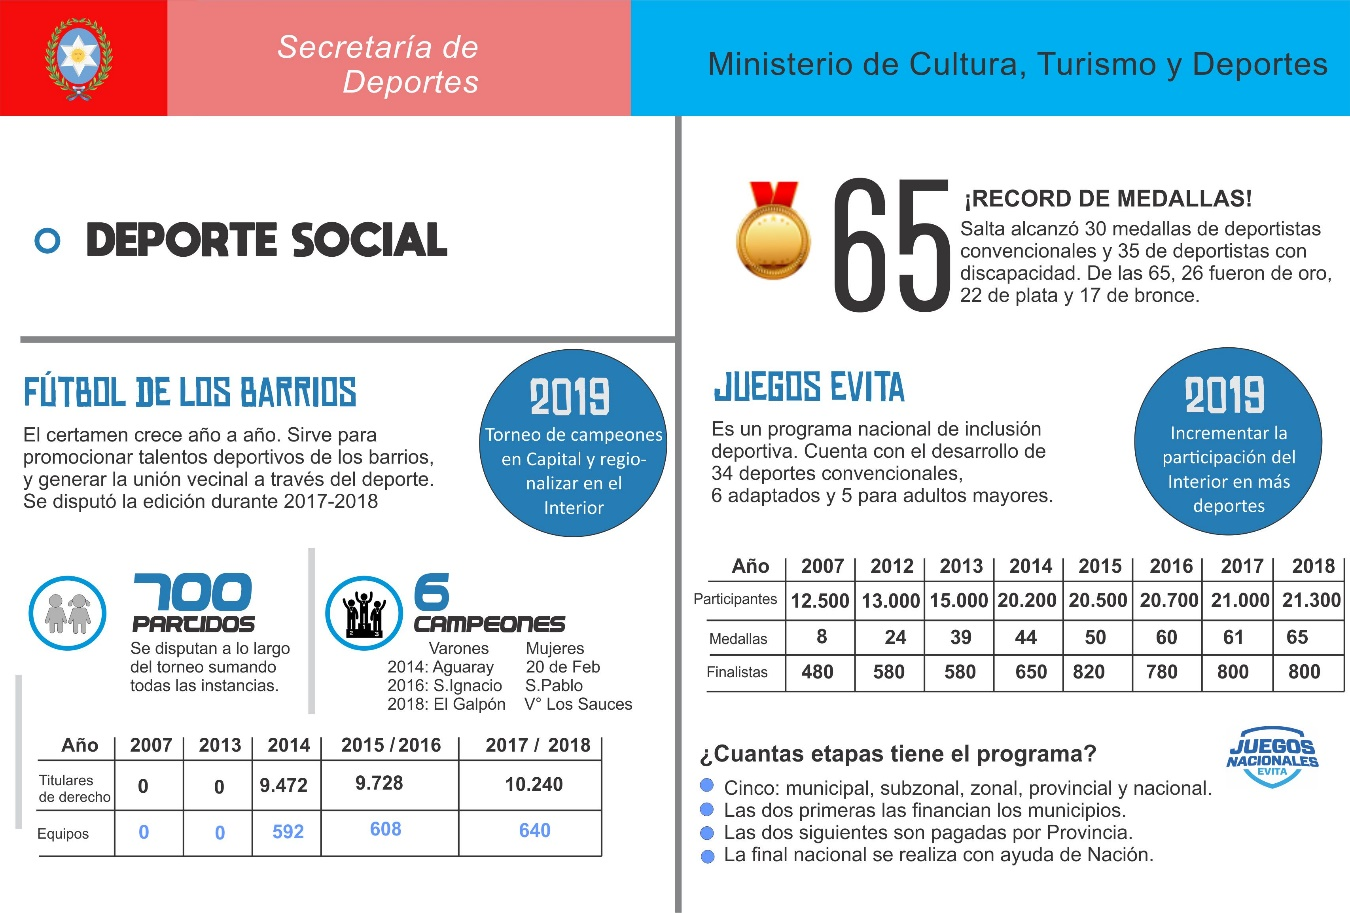 Secretaría de
Deportes
Ministerio de Cultura, Turismo y Deportes
DEPORTE SOCIAL
65
¡RECORD DE MEDALLAS!
Salta alcanzó 30 medallas de deportistas
convencionales y 35 de deportistas con
discapacidad. De las 65, 26 fueron de oro,
22 de plata y 17 de bronce.
FÚTBOL DE LOS BARRIOS
El certamen crece año a año. Sirve para
promocionar talentos deportivos de los barrios,
y generar la unión vecinal a través del deporte.
Se disputó la edición durante 2017-2018
2019
Torneo de campeones
en Capital y regio-
nalizar en el
Interior
700
PARTIDOS
Se disputan a lo largo
del torneo sumando
todas las instancias.
6
CAMPEONES
Varones Mujeres
2014: Aguaray 20 de Feb
2016: S.Ignacio S.Pablo
2018: El Galpón V° Los Sauces
Año 2007 2013 2014 2015 / 2016 2017 / 2018
Titulares
de derecho 0 0 9.472 9.728 10.240
Equipos 0 0 592 608 640
JUEGOS EVITA
Es un programa nacional de inclusión
deportiva. Cuenta con el desarrollo de
34 deportes convencionales,
6 adaptados y 5 para adultos mayores.
2019
Incrementar la
participación del
Interior en más
deportes
Año 2007 2012 2013 2014 2015 2016 2017 2018
Participantes 12.500 13.000 15.000 20.200 20.500 20.700 21.000 21.300
Medallas 8 24 39 44 50 60 61 65
Finalistas 480 580 580 650 820 780 800 800
¿Cuantas etapas tiene el programa?
Cinco: municipal, subzonal, zonal, provincial y nacional.
Las dos primeras las financian los municipios.
Las dos siguientes son pagadas por Provincia.
La final nacional se realiza con ayuda de Nación.
JUEGOS
NACIONALES
EVITA